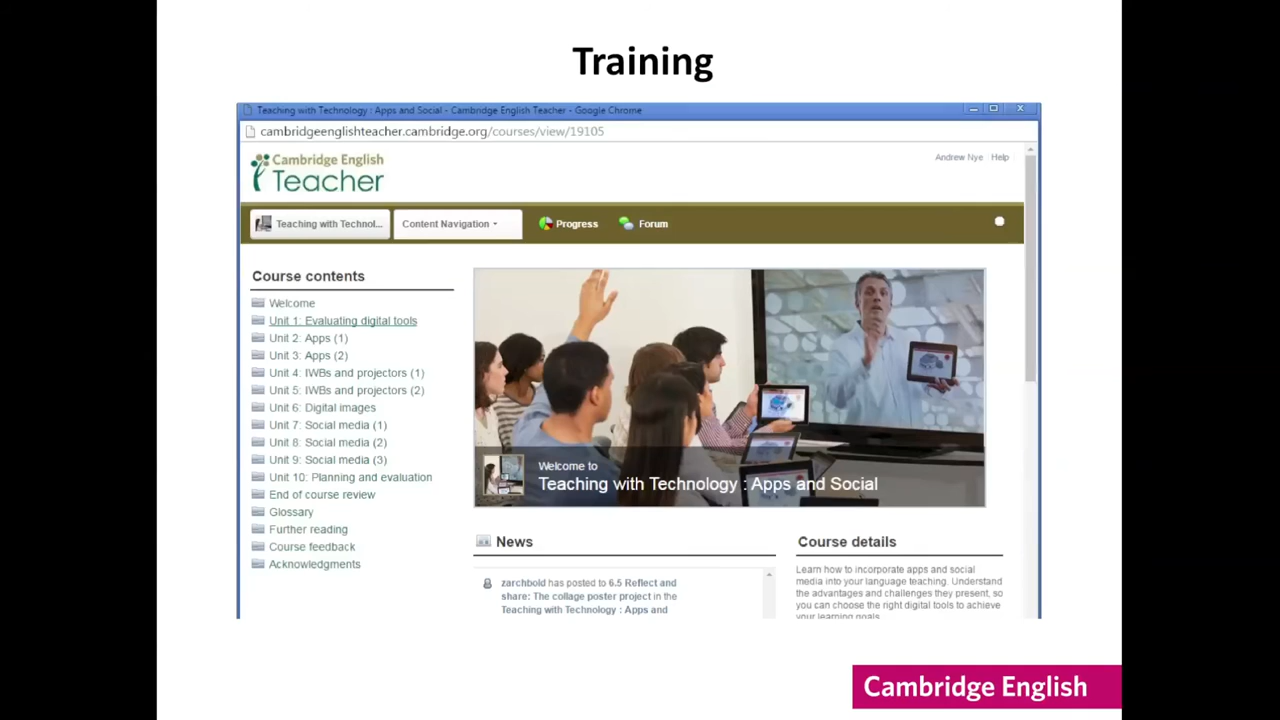 Training
Teaching with Technology : Apps and Social - Cambridge English Teacher - Google Chrome
cambridgeenglishteacher.cambridge.org/courses/view/19105
Cambridge English
Teacher
Andrew Nye Help
Teaching with Technol...
Content Navigation
Progress
Forum
Course contents
Welcome
Unit 1: Evaluating digital tools
Unit 2: Apps (1)
Unit 3: Apps (2)
Unit 4: IWBs and projectors (1)
Unit 5: IWBs and projectors (2)
Unit 6: Digital images
Unit 7: Social media (1)
Unit 8: Social media (2)
Unit 9: Social media (3)
Unit 10: Planning and evaluation
End of course review
Glossary
Further reading
Course feedback
Acknowledgments
Welcome to
Teaching with Technology : Apps and Social
News
zarchbold has posted to 6.5 Reflect and
share: The collage poster project in the
Teaching with Technology : Apps and
Course details
Learn how to incorporate apps and social
media into your language teaching. Understand
the advantages and challenges they present, so
you can choose the right digital tools to achieve
your learning goals.
Cambridge English